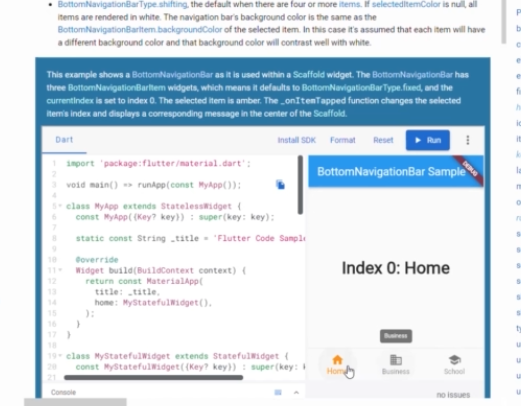 • BottomNavigationBarType.shifting, the default when there are four or more items. If selectedItemColor is null, all
items are rendered in white. The navigation bar's background color is the same as the
BottomNavigationBarItem.backgroundColor of the selected item. In this case it's assumed that each item will have
a different background color and that background color will contrast well with white.
This example shows a BottomNavigationBar as it is used within a Scaffold widget. The BottomNavigationBar has
three BottomNavigationBarItem widgets, which means it defaults to BottomNavigationBarType.fixed, and the
currentIndex is set to index 0. The selected item is amber. The _onItemTapped function changes the selected
item's index and displays a corresponding message in the center of the Scaffold.
Dart Install SDK Format Reset Run
1 import 'package:flutter/material.dart';
2
3 void main() => runApp(const MyApp());
4
5 class MyApp extends StatelessWidget {
6 const MyApp({Key? key}) : super(key: key);
7
8 static const String _title = 'Flutter Code Sample
9
10 @override
11 Widget build(BuildContext context) {
12 return const MaterialApp(
13 title: _title,
14 home: MyStatefulWidget(),
15 );
16 }
17 }
18
19 class MyStatefulWidget extends StatefulWidget {
20 const MyStatefulWidget({Key? key}) : super(key: k
21
Console
BottomNavigationBar Sample
DEBUG
Index 0: Home
Business
Home Business School
no issues